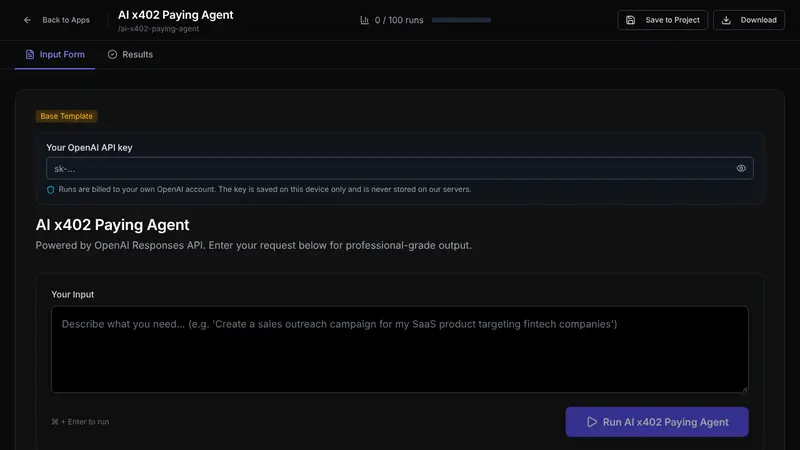 Back to Apps
AI x402 Paying Agent
/ai-x402-paying-agent
0 / 100 runs
Save to Project
Download
Input Form
Results
Base Template
Your OpenAI API key
sk-...
Runs are billed to your own OpenAI account. The key is saved on this device only and is never stored on our servers.
AI x402 Paying Agent
Powered by OpenAI Responses API. Enter your request below for professional-grade output.
Your Input
Describe what you need... (e.g. 'Create a sales outreach campaign for my SaaS product targeting fintech companies')
⌘ + Enter to run
Run AI x402 Paying Agent